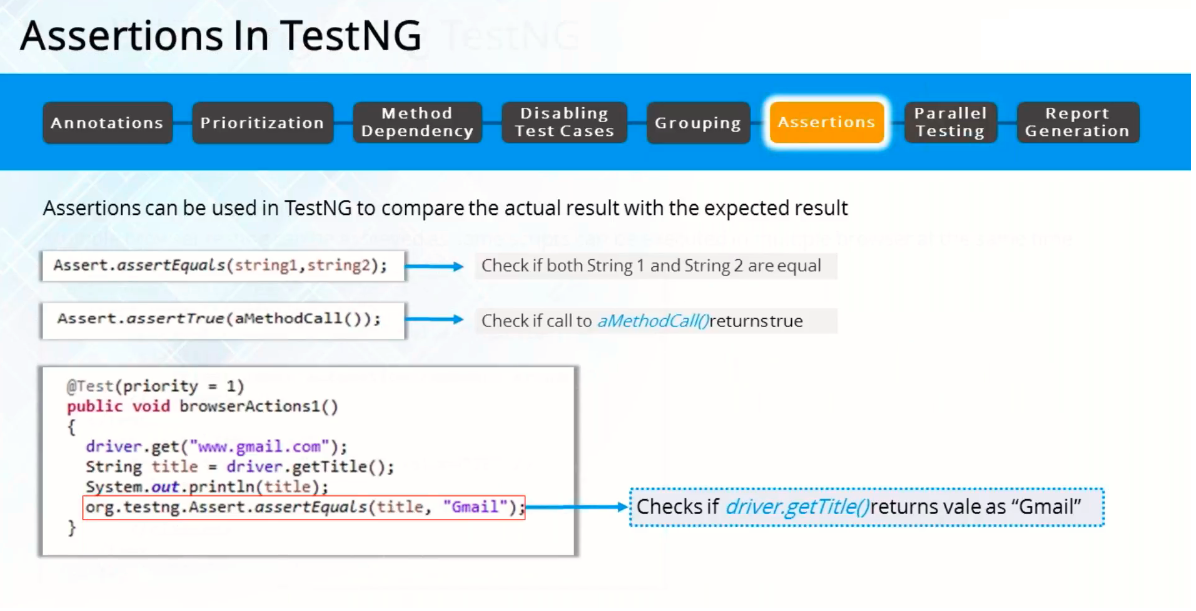 Assertions In TestNG
Annotations
Prioritization
Method
Dependency
Disabling
Test Cases
Grouping
Assertions
Parallel
Testing
Report
Generation
Assertions can be used in TestNG to compare the actual result with the expected result
Assert.assertEquals(string1,string2);
Check if both String 1 and String 2 are equal
Assert.assertTrue(aMethodCall());
Check if call to aMethodCall()returns true
@Test(priority = 1)
public void browserActions1()
{
driver.get("www.gmail.com");
String title = driver.getTitle();
System.out.println(title);
org.testng.Assert.assertEquals(title, "Gmail");
}
Checks if driver.getTitle()returns vale as “Gmail”